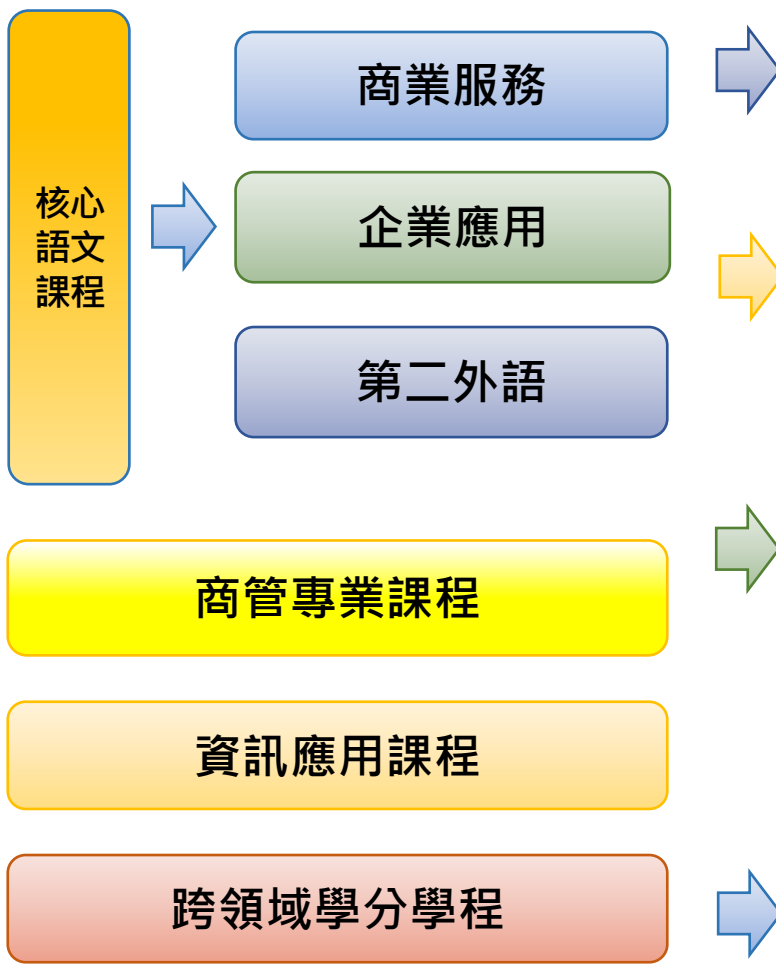 核心
語文
課程
商業服務
企業應用
第二外語
商管專業課程
資訊應用課程
跨領域學分學程